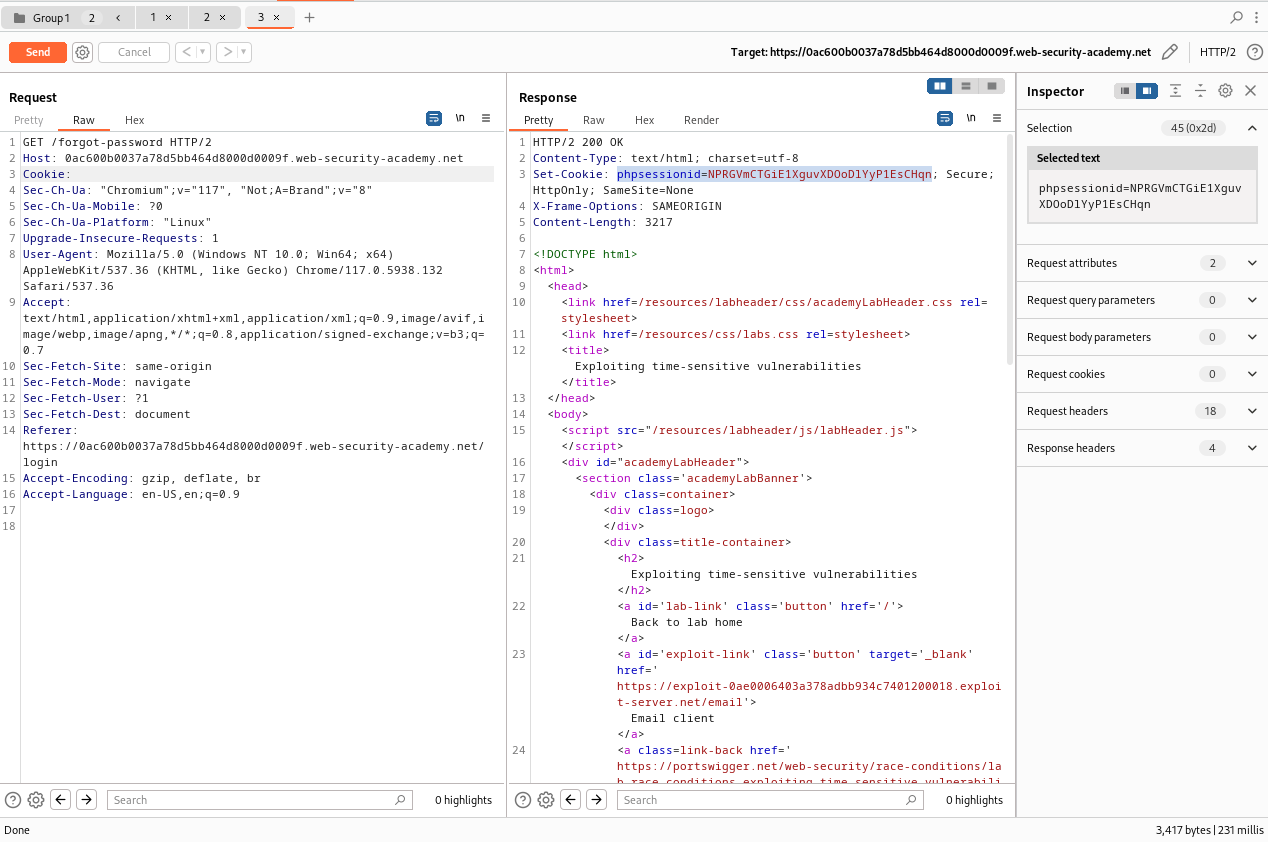 Group1 2 ‹ 1 × 2 × 3 × +
Send Cancel < ▾ > ▾ Target: https://0ac600b0037a78d5bb464d8000d0009f.web-security-academy.net HTTP/2 ?
Request
Pretty Raw Hex \n ≡
1 GET /forgot-password HTTP/2
2 Host: 0ac600b0037a78d5bb464d8000d0009f.web-security-academy.net
3 Cookie:
4 Sec-Ch-Ua: "Chromium";v="117", "Not;A=Brand";v="8"
5 Sec-Ch-Ua-Mobile: ?0
6 Sec-Ch-Ua-Platform: "Linux"
7 Upgrade-Insecure-Requests: 1
8 User-Agent: Mozilla/5.0 (Windows NT 10.0; Win64; x64)
AppleWebKit/537.36 (KHTML, like Gecko) Chrome/117.0.5938.132
Safari/537.36
9 Accept:
text/html,application/xhtml+xml,application/xml;q=0.9,image/avif,i
mage/webp,image/apng,*/*;q=0.8,application/signed-exchange;v=b3;q=
0.7
10 Sec-Fetch-Site: same-origin
11 Sec-Fetch-Mode: navigate
12 Sec-Fetch-User: ?1
13 Sec-Fetch-Dest: document
14 Referer:
https://0ac600b0037a78d5bb464d8000d0009f.web-security-academy.net/
login
15 Accept-Encoding: gzip, deflate, br
16 Accept-Language: en-US,en;q=0.9
17
18
? Search 0 highlights
Response
Pretty Raw Hex Render \n ≡
1 HTTP/2 200 OK
2 Content-Type: text/html; charset=utf-8
3 Set-Cookie: phpsessionid=NPRGVmCTGiE1XguvXDOoDlYyP1EsCHqn; Secure;
HttpOnly; SameSite=None
4 X-Frame-Options: SAMEORIGIN
5 Content-Length: 3217
6
7 <!DOCTYPE html>
8 <html>
9 <head>
10 <link href=/resources/labheader/css/academyLabHeader.css rel=
stylesheet>
11 <link href=/resources/css/labs.css rel=stylesheet>
12 <title>
Exploiting time-sensitive vulnerabilities
</title>
13 </head>
14 <body>
15 <script src="/resources/labheader/js/labHeader.js">
</script>
16 <div id="academyLabHeader">
17 <section class='academyLabBanner'>
18 <div class=container>
19 <div class=logo>
</div>
20 <div class=title-container>
21 <h2>
Exploiting time-sensitive vulnerabilities
</h2>
22 <a id='lab-link' class='button' href='/'>
Back to lab home
</a>
23 <a id='exploit-link' class='button' target='_blank'
href='
https://exploit-0ae0006403a378adbb934c7401200018.exploi
t-server.net/email'>
Email client
</a>
24 <a class=link-back href='
https://portswigger.net/web-security/race-conditions/la
b-race-conditions-exploiting-time-sensitive-vulnerabili
? Search 0 highlights
Inspector
Selection 45 (0x2d)
Selected text
phpsessionid=NPRGVmCTGiE1Xguv
XDOoDlYyP1EsCHqn
Request attributes 2
Request query parameters 0
Request body parameters 0
Request cookies 0
Request headers 18
Response headers 4
Done 3,417 bytes | 231 millis